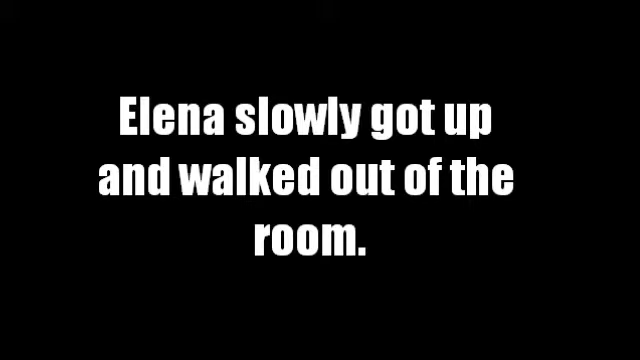 Elena slowly got up
and walked out of the
room.